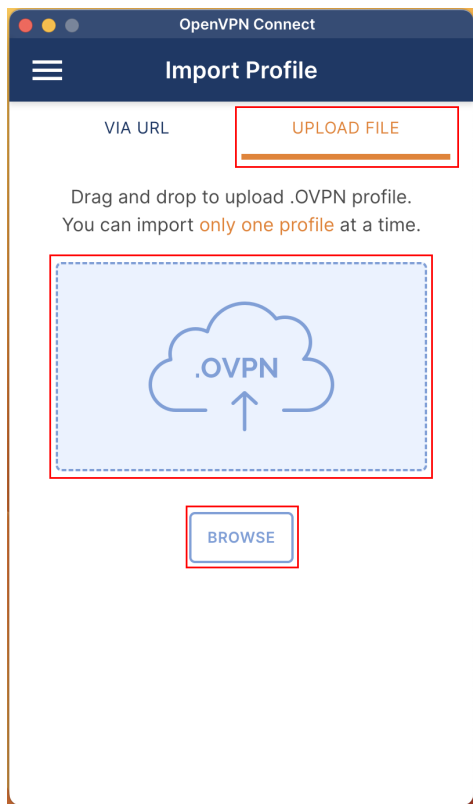 OpenVPN Connect
Import Profile
VIA URL
UPLOAD FILE
Drag and drop to upload .OVPN profile.
You can import only one profile at a time.
.OVPN
BROWSE